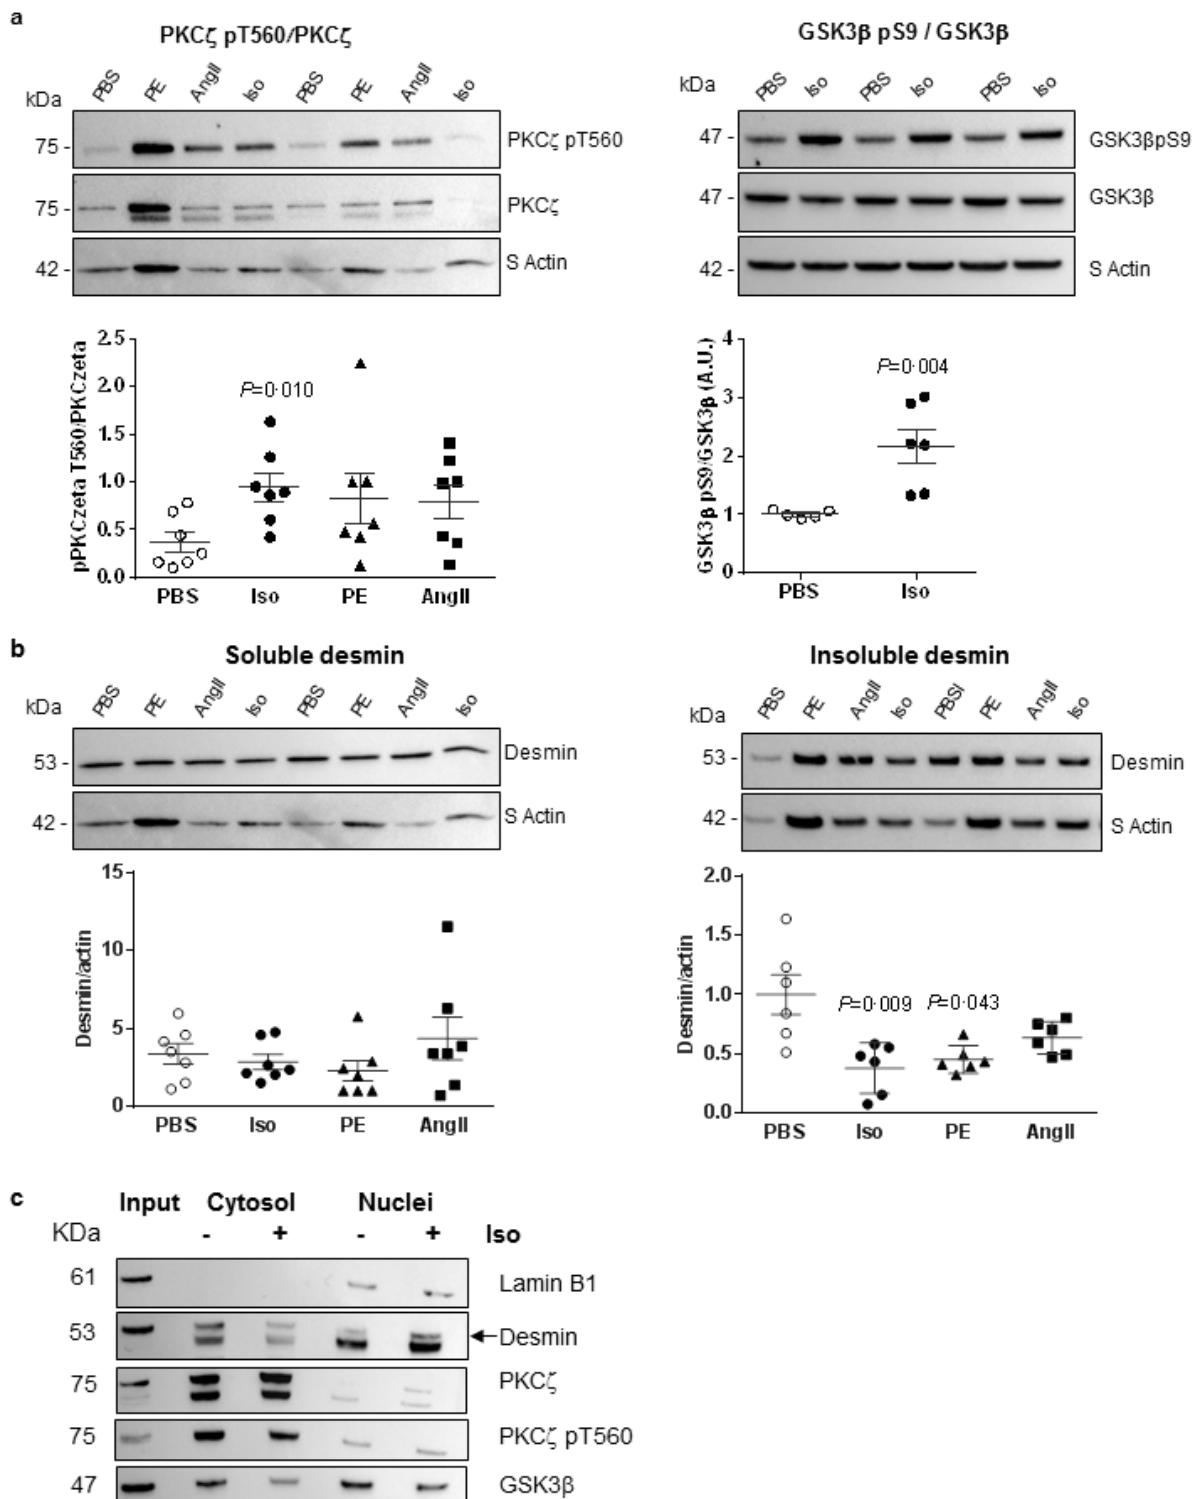 a
PKCζ pT560/PKCζ
kDa PBS PE AngII Iso PBS PE AngII Iso
75 - PKCζ pT560
75 - PKCζ
42 - S Actin
pPKCzeta T560/PKCzeta
2.5
2.0
1.5
1.0
0.5
0.0
P=0·010
PBS Iso PE AngII
GSK3β pS9 / GSK3β
kDa PBS Iso PBS Iso PBS Iso
47 - GSK3βpS9
47 - GSK3β
42 - S Actin
GSK3β pS9/GSK3β (A.U.)
4
3
2
1
0
P=0·004
PBS Iso
b
Soluble desmin
kDa PBS PE AngII Iso PBS PE AngII Iso
53 - Desmin
42 - S Actin
Desmin/actin
15
10
5
0
PBS Iso PE AngII
Insoluble desmin
kDa PBS PE AngII Iso PBSI PE AngII Iso
53 - Desmin
42 - S Actin
Desmin/actin
2.0
1.5
1.0
0.5
0.0
P=0·009 P=0·043
PBS Iso PE AngII
c
Input Cytosol Nuclei
KDa - + - + Iso
61 Lamin B1
53 Desmin
75 PKCζ
75 PKCζ pT560
47 GSK3β